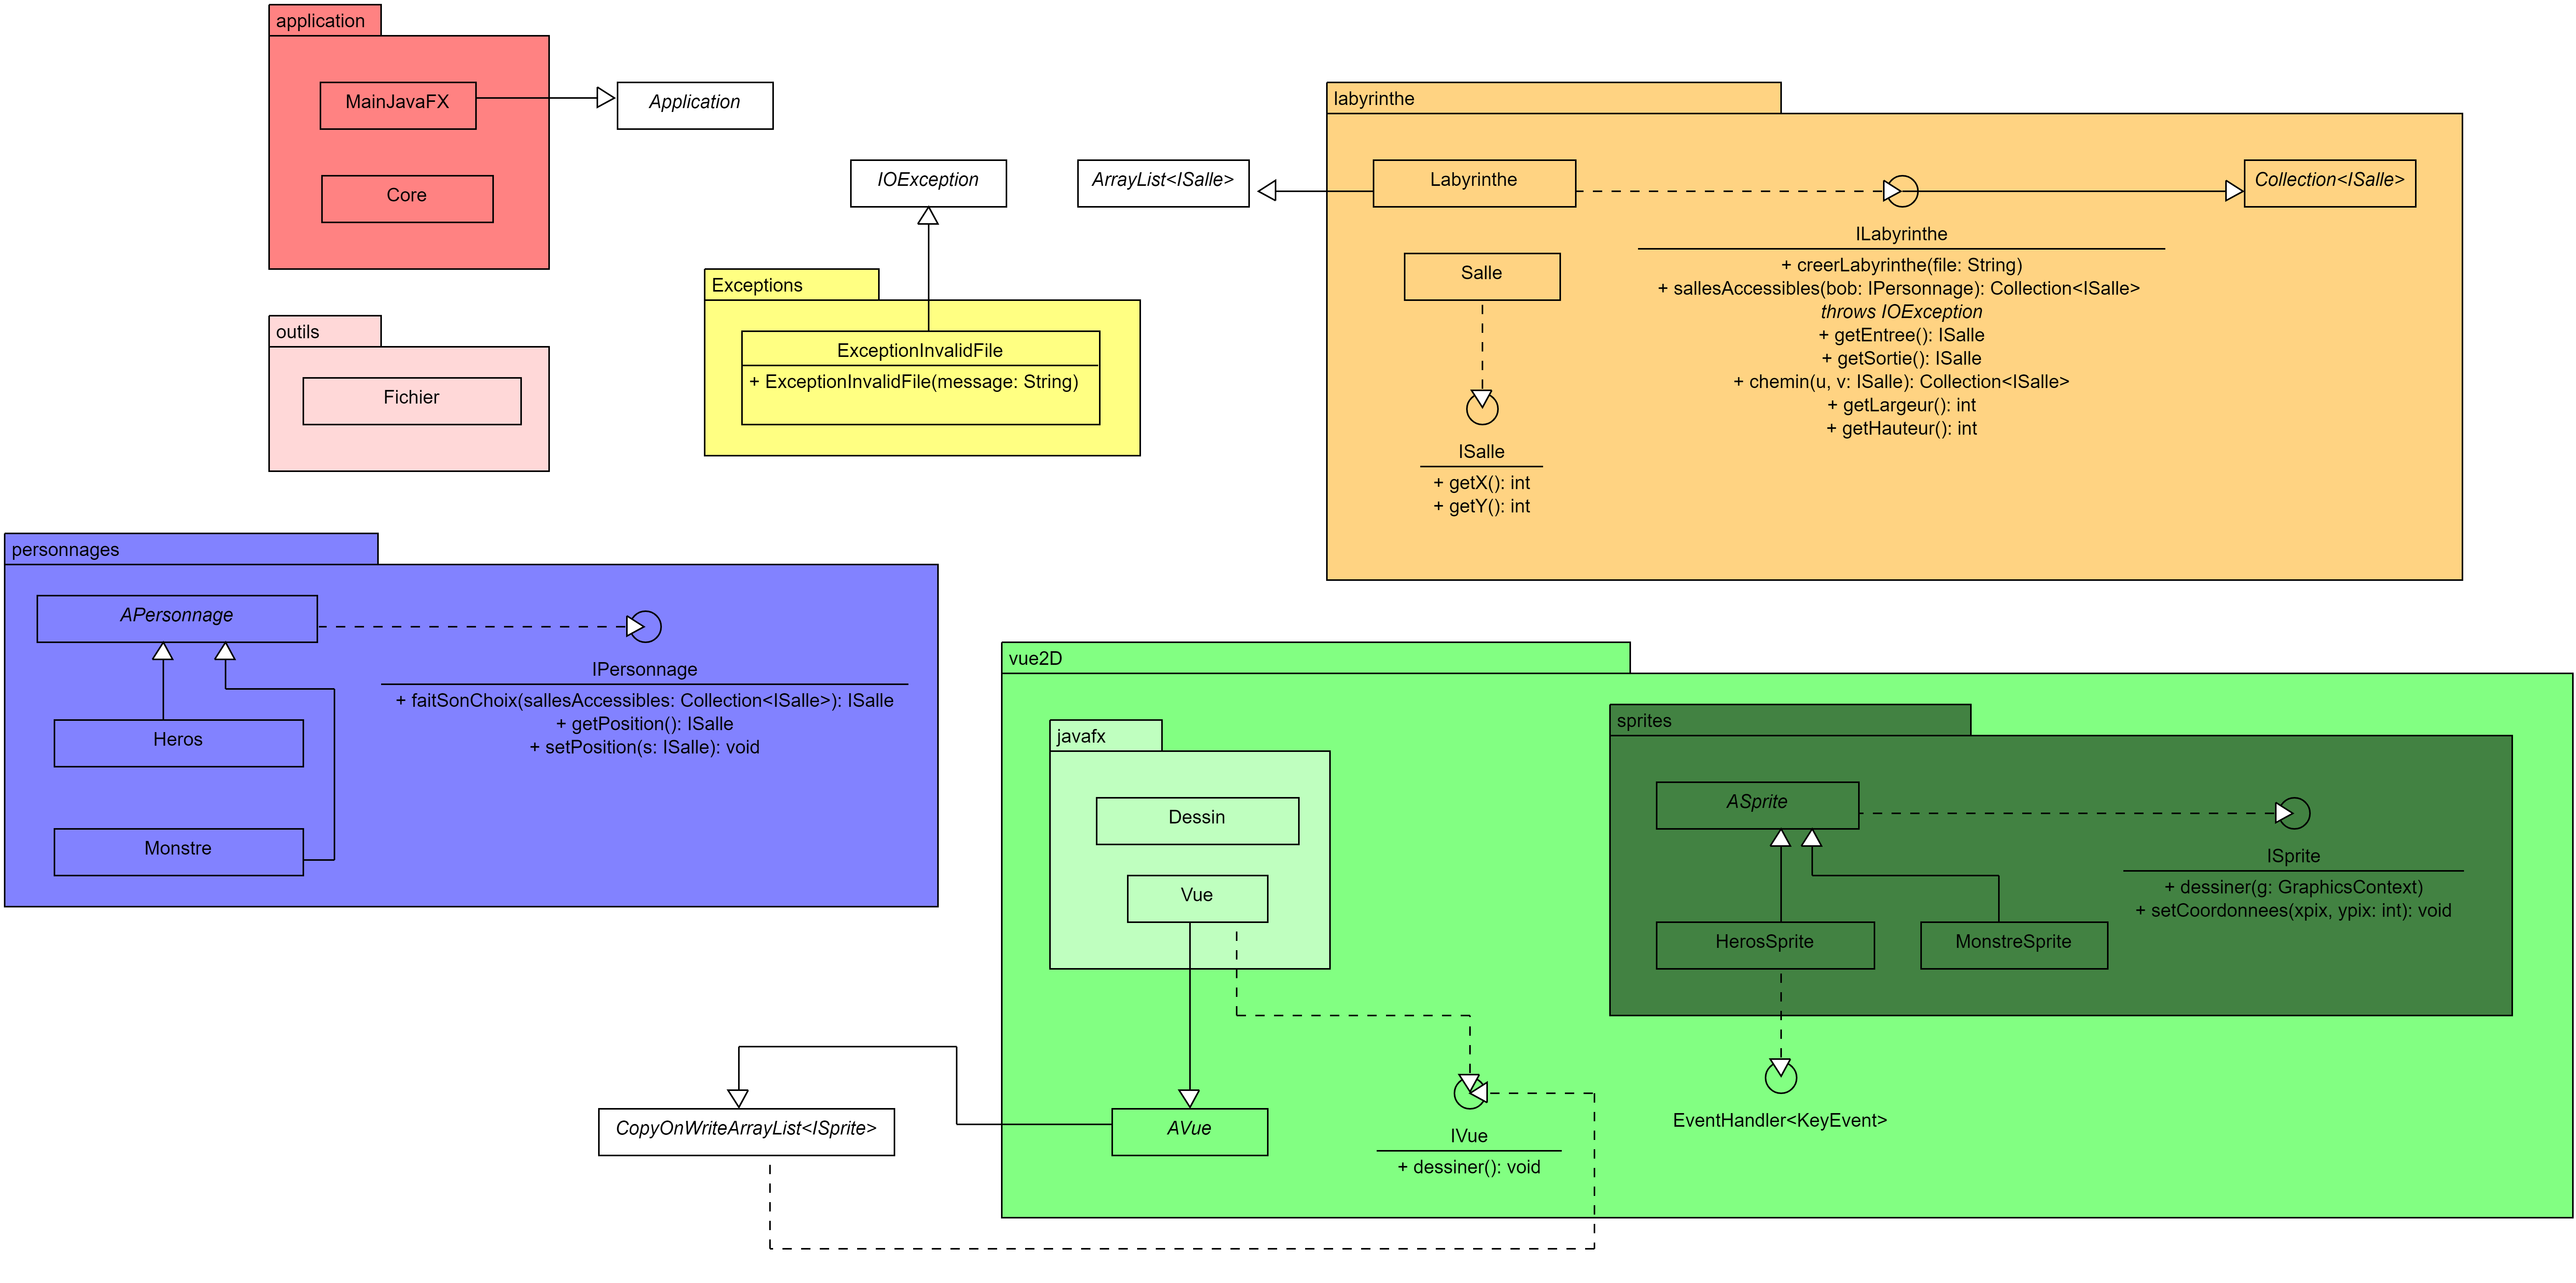 application
MainJavaFX
Application
Core
outils
Fichier
IOException
Exceptions
ExceptionInvalidFile
+ ExceptionInvalidFile(message: String)
ArrayList<ISalle>
labyrinthe
Labyrinthe
Collection<ISalle>
ILabyrinthe
+ creerLabyrinthe(file: String)
+ sallesAccessibles(bob: IPersonnage): Collection<ISalle>
throws IOException
+ getEntree(): ISalle
+ getSortie(): ISalle
+ chemin(u, v: ISalle): Collection<ISalle>
+ getLargeur(): int
+ getHauteur(): int
Salle
ISalle
+ getX(): int
+ getY(): int
personnages
APersonnage
IPersonnage
+ faitSonChoix(sallesAccessibles: Collection<ISalle>): ISalle
+ getPosition(): ISalle
+ setPosition(s: ISalle): void
Heros
Monstre
vue2D
javafx
Dessin
Vue
sprites
ASprite
ISprite
+ dessiner(g: GraphicsContext)
+ setCoordonnees(xpix, ypix: int): void
HerosSprite
MonstreSprite
CopyOnWriteArrayList<ISprite>
AVue
IVue
+ dessiner(): void
EventHandler<KeyEvent>